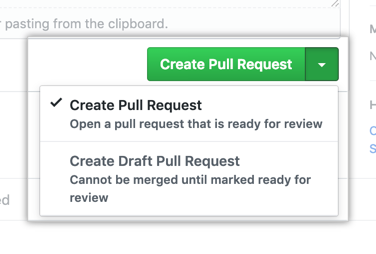 pasting from the clipboard.
Create Pull Request
Create Pull Request
Open a pull request that is ready for review
Create Draft Pull Request
Cannot be merged until marked ready for
review